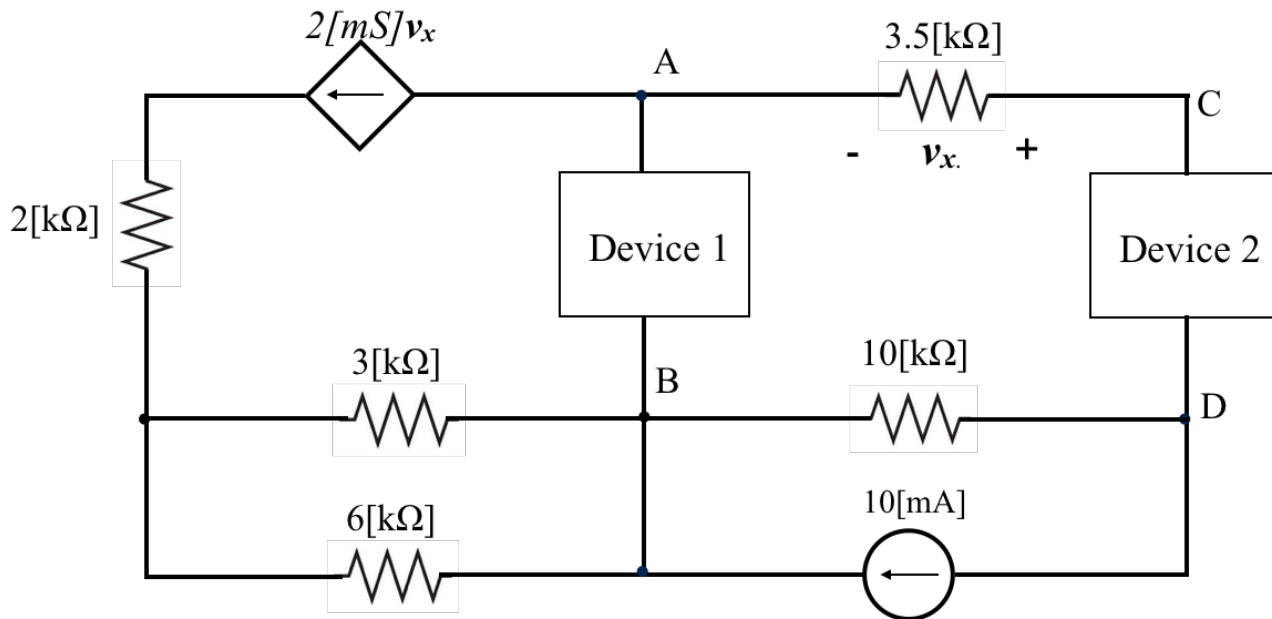 2[mS]vx
3.5[kΩ]
A
C
- vx. +
2[kΩ]
Device 1
Device 2
3[kΩ]
10[kΩ]
B
D
6[kΩ]
10[mA]